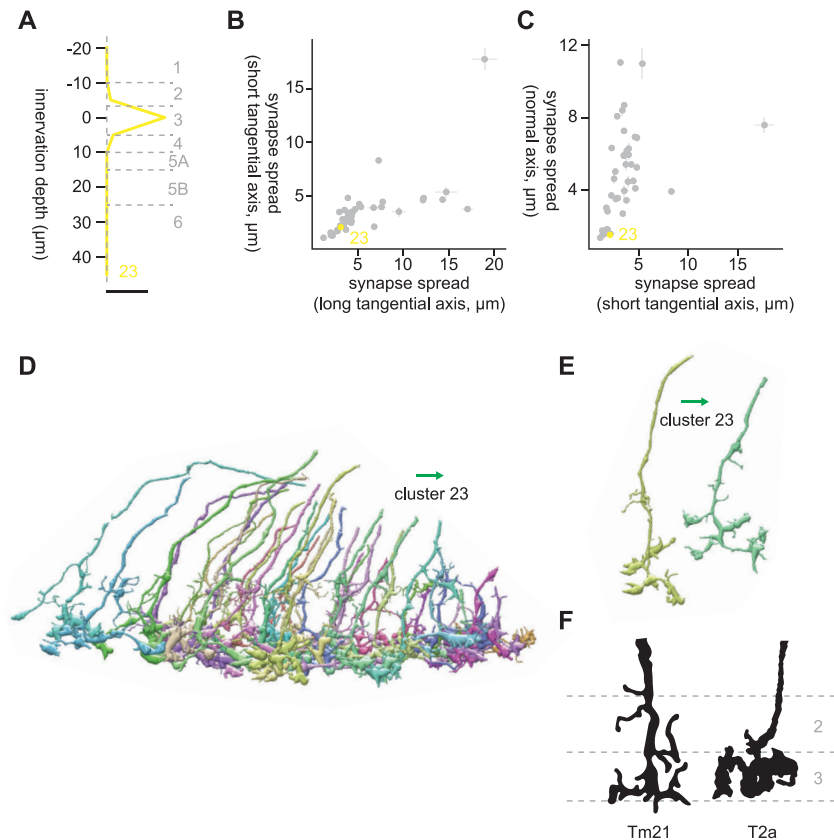 A
-20
-10
0
10
20
30
40
innervation depth (μm)
1
2
3
4
5A
5B
6
23
B
synapse spread
(short tangential axis, μm)
15
10
5
23
5
10
15
20
synapse spread
(long tangential axis, μm)
C
synapse spread
(normal axis, μm)
12
8
4
23
5
10
15
synapse spread
(short tangential axis, μm)
D
cluster 23
E
cluster 23
F
2
3
Tm21
T2a